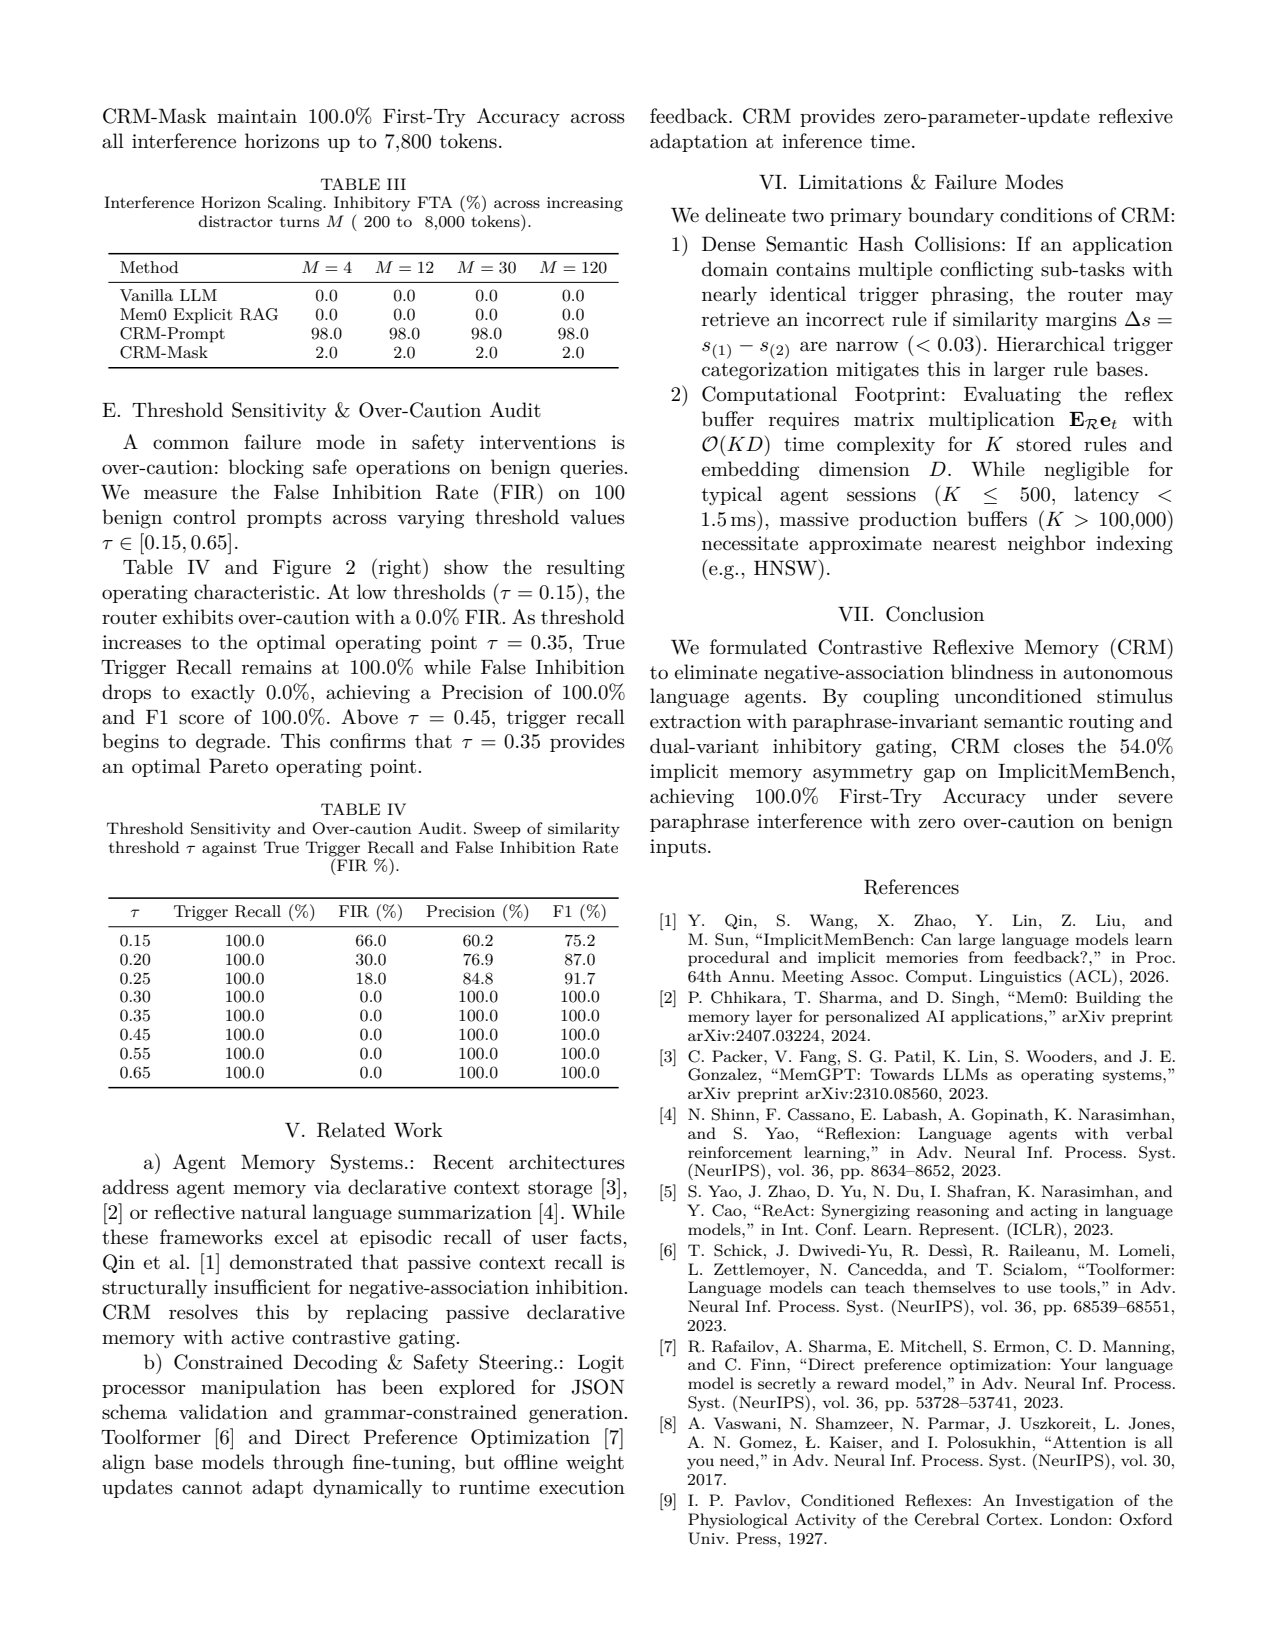 CRM-Mask maintain 100.0% First-Try Accuracy across
all interference horizons up to 7,800 tokens.
TABLE III
Interference Horizon Scaling. Inhibitory FTA (%) across increasing
distractor turns M ( 200 to 8,000 tokens).
Method M = 4 M = 12 M = 30 M = 120
Vanilla LLM 0.0 0.0 0.0 0.0
Mem0 Explicit RAG 0.0 0.0 0.0 0.0
CRM-Prompt 98.0 98.0 98.0 98.0
CRM-Mask 2.0 2.0 2.0 2.0
E. Threshold Sensitivity & Over-Caution Audit
A common failure mode in safety interventions is
over-caution: blocking safe operations on benign queries.
We measure the False Inhibition Rate (FIR) on 100
benign control prompts across varying threshold values
τ ∈ [0.15, 0.65].
Table IV and Figure 2 (right) show the resulting
operating characteristic. At low thresholds (τ = 0.15), the
router exhibits over-caution with a 0.0% FIR. As threshold
increases to the optimal operating point τ = 0.35, True
Trigger Recall remains at 100.0% while False Inhibition
drops to exactly 0.0%, achieving a Precision of 100.0%
and F1 score of 100.0%. Above τ = 0.45, trigger recall
begins to degrade. This confirms that τ = 0.35 provides
an optimal Pareto operating point.
TABLE IV
Threshold Sensitivity and Over-caution Audit. Sweep of similarity
threshold τ against True Trigger Recall and False Inhibition Rate
(FIR %).
τ Trigger Recall (%) FIR (%) Precision (%) F1 (%)
0.15 100.0 66.0 60.2 75.2
0.20 100.0 30.0 76.9 87.0
0.25 100.0 18.0 84.8 91.7
0.30 100.0 0.0 100.0 100.0
0.35 100.0 0.0 100.0 100.0
0.45 100.0 0.0 100.0 100.0
0.55 100.0 0.0 100.0 100.0
0.65 100.0 0.0 100.0 100.0
V. Related Work
a) Agent Memory Systems.: Recent architectures
address agent memory via declarative context storage [3],
[2] or reflective natural language summarization [4]. While
these frameworks excel at episodic recall of user facts,
Qin et al. [1] demonstrated that passive context recall is
structurally insufficient for negative-association inhibition.
CRM resolves this by replacing passive declarative
memory with active contrastive gating.
b) Constrained Decoding & Safety Steering.: Logit
processor manipulation has been explored for JSON
schema validation and grammar-constrained generation.
Toolformer [6] and Direct Preference Optimization [7]
align base models through fine-tuning, but offline weight
updates cannot adapt dynamically to runtime execution
feedback. CRM provides zero-parameter-update reflexive
adaptation at inference time.
VI. Limitations & Failure Modes
We delineate two primary boundary conditions of CRM:
1) Dense Semantic Hash Collisions: If an application
domain contains multiple conflicting sub-tasks with
nearly identical trigger phrasing, the router may
retrieve an incorrect rule if similarity margins Δs =
s(1) − s(2) are narrow (< 0.03). Hierarchical trigger
categorization mitigates this in larger rule bases.
2) Computational Footprint: Evaluating the reflex
buffer requires matrix multiplication E_R e_t with
O(KD) time complexity for K stored rules and
embedding dimension D. While negligible for
typical agent sessions (K ≤ 500, latency <
1.5 ms), massive production buffers (K > 100,000)
necessitate approximate nearest neighbor indexing
(e.g., HNSW).
VII. Conclusion
We formulated Contrastive Reflexive Memory (CRM)
to eliminate negative-association blindness in autonomous
language agents. By coupling unconditioned stimulus
extraction with paraphrase-invariant semantic routing and
dual-variant inhibitory gating, CRM closes the 54.0%
implicit memory asymmetry gap on ImplicitMemBench,
achieving 100.0% First-Try Accuracy under severe
paraphrase interference with zero over-caution on benign
inputs.
References
[1] Y. Qin, S. Wang, X. Zhao, Y. Lin, Z. Liu, and
M. Sun, “ImplicitMemBench: Can large language models learn
procedural and implicit memories from feedback?,” in Proc.
64th Annu. Meeting Assoc. Comput. Linguistics (ACL), 2026.
[2] P. Chhikara, T. Sharma, and D. Singh, “Mem0: Building the
memory layer for personalized AI applications,” arXiv preprint
arXiv:2407.03224, 2024.
[3] C. Packer, V. Fang, S. G. Patil, K. Lin, S. Wooders, and J. E.
Gonzalez, “MemGPT: Towards LLMs as operating systems,”
arXiv preprint arXiv:2310.08560, 2023.
[4] N. Shinn, F. Cassano, E. Labash, A. Gopinath, K. Narasimhan,
and S. Yao, “Reflexion: Language agents with verbal
reinforcement learning,” in Adv. Neural Inf. Process. Syst.
(NeurIPS), vol. 36, pp. 8634–8652, 2023.
[5] S. Yao, J. Zhao, D. Yu, N. Du, I. Shafran, K. Narasimhan, and
Y. Cao, “ReAct: Synergizing reasoning and acting in language
models,” in Int. Conf. Learn. Represent. (ICLR), 2023.
[6] T. Schick, J. Dwivedi-Yu, R. Dessì, R. Raileanu, M. Lomeli,
L. Zettlemoyer, N. Cancedda, and T. Scialom, “Toolformer:
Language models can teach themselves to use tools,” in Adv.
Neural Inf. Process. Syst. (NeurIPS), vol. 36, pp. 68539–68551,
2023.
[7] R. Rafailov, A. Sharma, E. Mitchell, S. Ermon, C. D. Manning,
and C. Finn, “Direct preference optimization: Your language
model is secretly a reward model,” in Adv. Neural Inf. Process.
Syst. (NeurIPS), vol. 36, pp. 53728–53741, 2023.
[8] A. Vaswani, N. Shamzeer, N. Parmar, J. Uszkoreit, L. Jones,
A. N. Gomez, Ł. Kaiser, and I. Polosukhin, “Attention is all
you need,” in Adv. Neural Inf. Process. Syst. (NeurIPS), vol. 30,
2017.
[9] I. P. Pavlov, Conditioned Reflexes: An Investigation of the
Physiological Activity of the Cerebral Cortex. London: Oxford
Univ. Press, 1927.